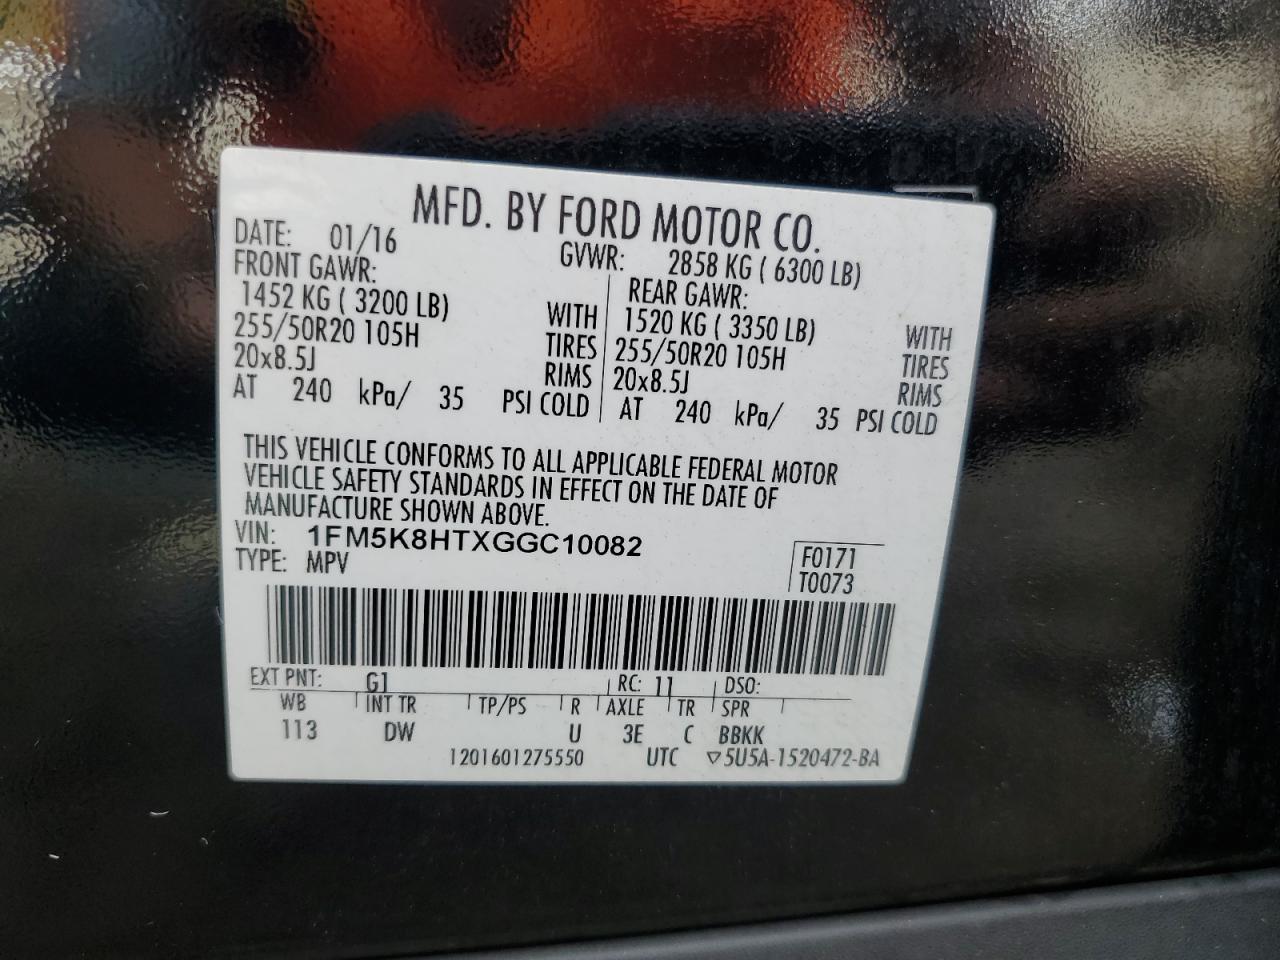 MFD. BY FORD MOTOR CO.
DATE: 01/16 GVWR: 2858 KG ( 6300 LB)
FRONT GAWR: REAR GAWR:
1452 KG ( 3200 LB) WITH 1520 KG ( 3350 LB) WITH
255/50R20 105H TIRES 255/50R20 105H TIRES
20x8.5J RIMS 20x8.5J RIMS
AT 240 kPa/ 35 PSI COLD AT 240 kPa/ 35 PSI COLD
THIS VEHICLE CONFORMS TO ALL APPLICABLE FEDERAL MOTOR
VEHICLE SAFETY STANDARDS IN EFFECT ON THE DATE OF
MANUFACTURE SHOWN ABOVE.
VIN: 1FM5K8HTXGGC10082
TYPE: MPV
F0171
T0073
EXT PNT: G1 RC: 11 DSO:
WB INT TR TP/PS R AXLE TR SPR
113 DW U 3E C BBKK
1201601275550 UTC ▽5U5A-1520472-BA